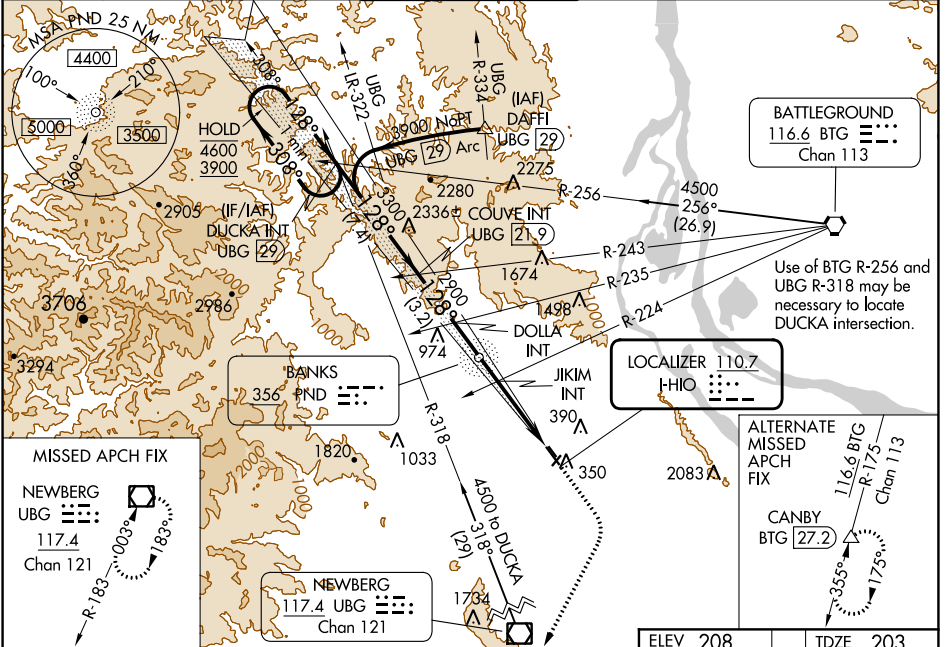 MSA PND 25 NM
4400
100°
210°
5000
3500
360°
HOLD
4600
3900
308°
128°
1 min
308°
UBG
LR-322
UBG
R-334
3900 NoPT
UBG 29 Arc
(IAF)
DAFFI
UBG 29
2275
2280
2336±
3300
128°
(7.4)
COUVE INT
UBG 21.9
(IF/IAF)
DUCKA INT
UBG 29
2905
2986
3706
3294
1000
BATTLEGROUND
116.6 BTG
Chan 113
R-256
4500
256°
(26.9)
R-243
R-235
R-224
1674
1498
1000
Use of BTG R-256 and
UBG R-318 may be
necessary to locate
DUCKA intersection.
2900
128°
(3.2)
974
DOLLA
INT
JIKIM
INT
BANKS
356 PND
LOCALIZER 110.7
I-HIO
390
350
2083
R-318
1033
1820
1000
4500 to DUCKA
318°
(29)
MISSED APCH FIX
NEWBERG
UBG
117.4
Chan 121
003°
183°
R-183
NEWBERG
117.4 UBG
Chan 121
1734
ALTERNATE
MISSED
APCH
FIX
116.6 BTG
R-175
Chan 113
CANBY
BTG 27.2
355°
175°
ELEV 208
TDZE 203